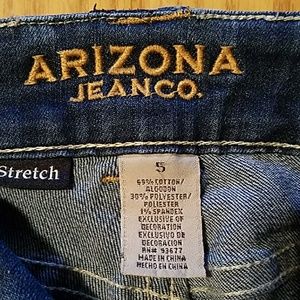 ARIZONA
JEAN CO.
Stretch
5
69% COTTON/
ALGODON
30% POLYESTER/
POLIESTER
1% SPANDEX
EXCLUSIVE OF
DECORATION
EXCLUSIVO DE
DECORACION
RN# 93677
MADE IN CHINA
HECHO EN CHINA